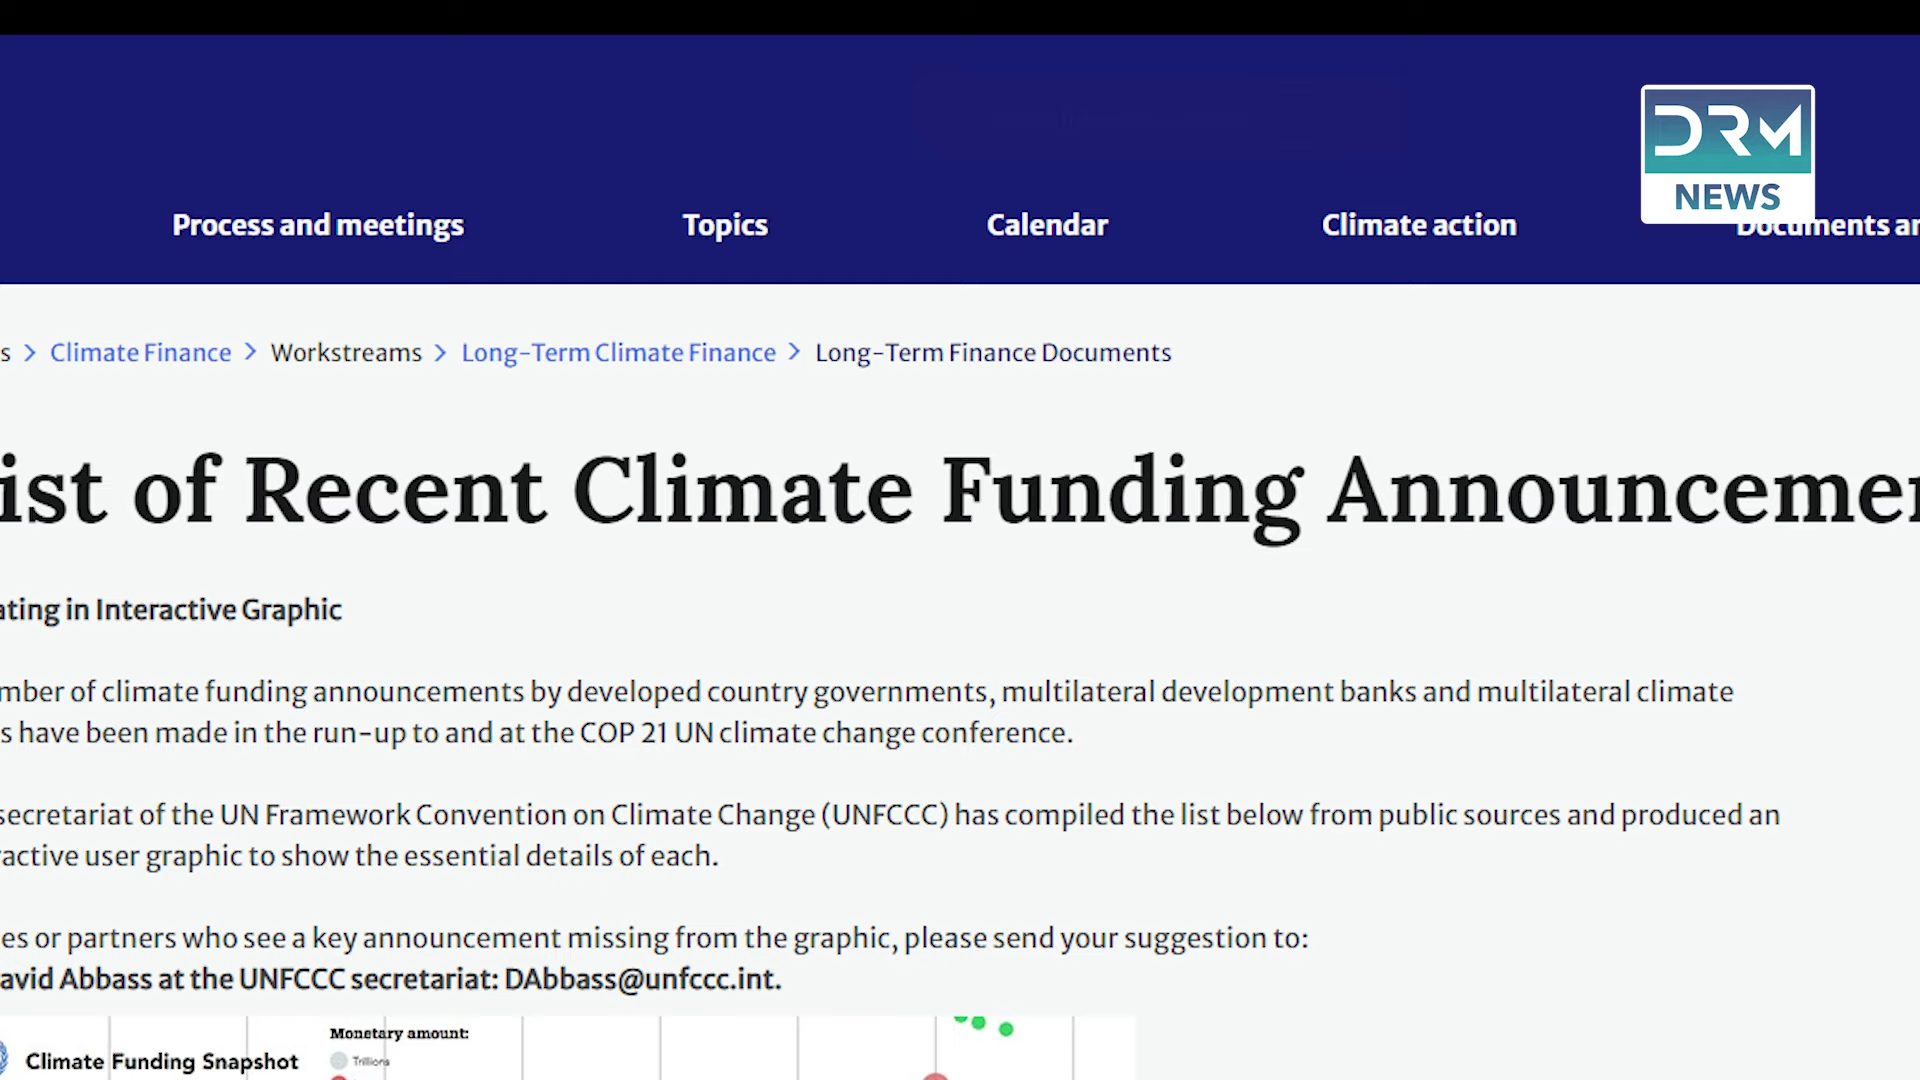 DRM
NEWS
Process and meetings Topics Calendar Climate action Documents
s > Climate Finance > Workstreams > Long-Term Climate Finance > Long-Term Finance Documents
ist of Recent Climate Funding Announcemen
ating in Interactive Graphic
mber of climate funding announcements by developed country governments, multilateral development banks and multilateral climate
s have been made in the run-up to and at the COP 21 UN climate change conference.
secretariat of the UN Framework Convention on Climate Change (UNFCCC) has compiled the list below from public sources and produced an
ractive user graphic to show the essential details of each.
es or partners who see a key announcement missing from the graphic, please send your suggestion to:
avid Abbass at the UNFCCC secretariat: DAbbass@unfccc.int.
Monetary amount:
Climate Funding Snapshot
Trillions